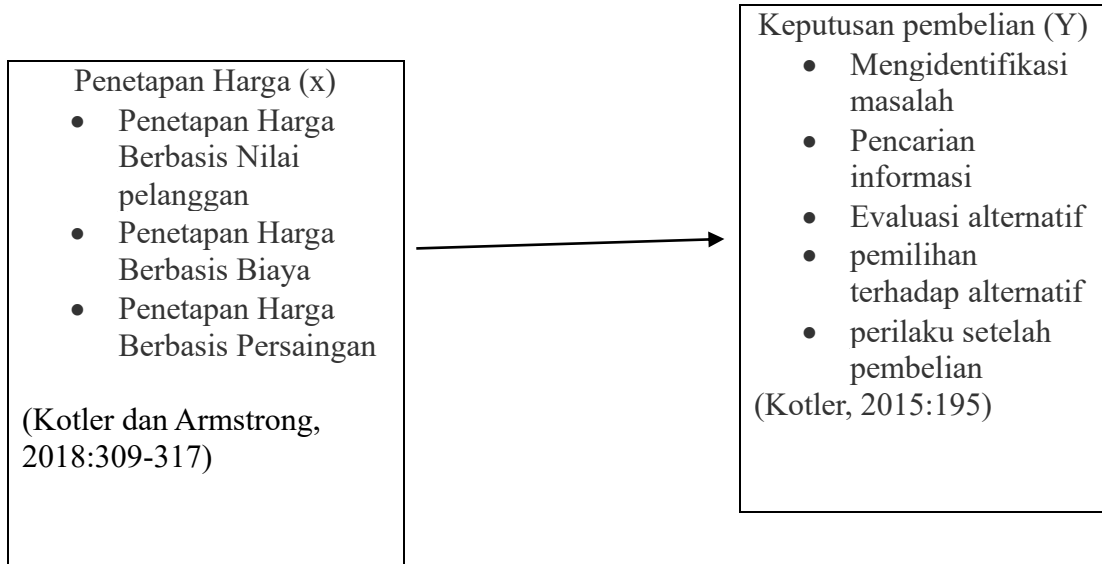 Penetapan Harga (x)
• Penetapan Harga
Berbasis Nilai
pelanggan
• Penetapan Harga
Berbasis Biaya
• Penetapan Harga
Berbasis Persaingan
(Kotler dan Armstrong,
2018:309-317)
Keputusan pembelian (Y)
• Mengidentifikasi
masalah
• Pencarian
informasi
• Evaluasi alternatif
• pemilihan
terhadap alternatif
• perilaku setelah
pembelian
(Kotler, 2015:195)